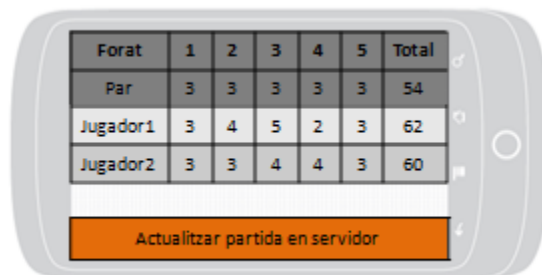 Forat 1 2 3 4 5 Total
Par 3 3 3 3 3 54
Jugador1 3 4 5 2 3 62
Jugador2 3 3 4 4 3 60
Actualitzar partida en servidor